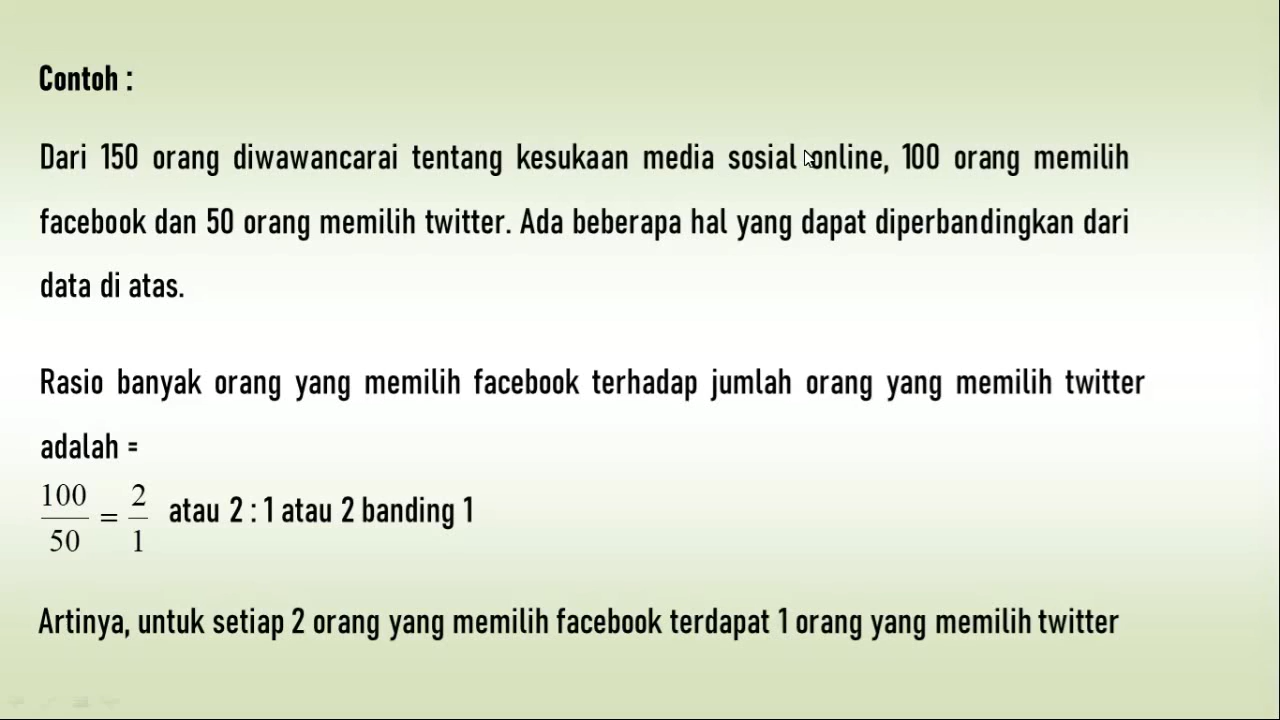 Contoh :
Dari 150 orang diwawancarai tentang kesukaan media sosial online, 100 orang memilih
facebook dan 50 orang memilih twitter. Ada beberapa hal yang dapat diperbandingkan dari
data di atas.
Rasio banyak orang yang memilih facebook terhadap jumlah orang yang memilih twitter
adalah =
100/50 = 2/1 atau 2 : 1 atau 2 banding 1
Artinya, untuk setiap 2 orang yang memilih facebook terdapat 1 orang yang memilih twitter